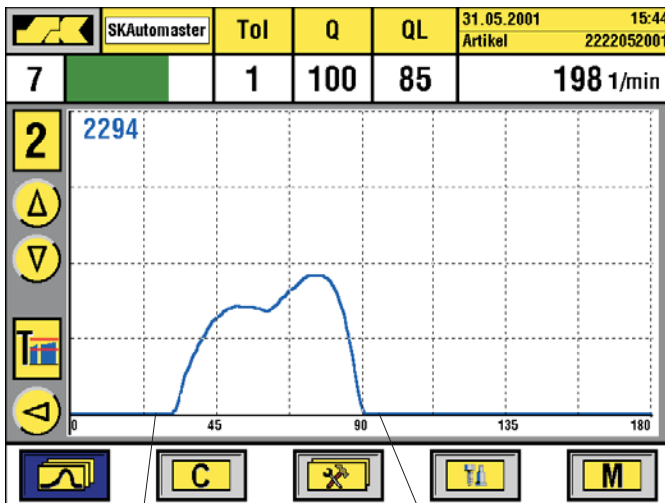 SK SKAutomaster Tol Q QL 31.05.2001 15:44
Artikel 2222052001
7 1 100 85 198 1/min
2 2294
T
0 45 90 135 180
C M